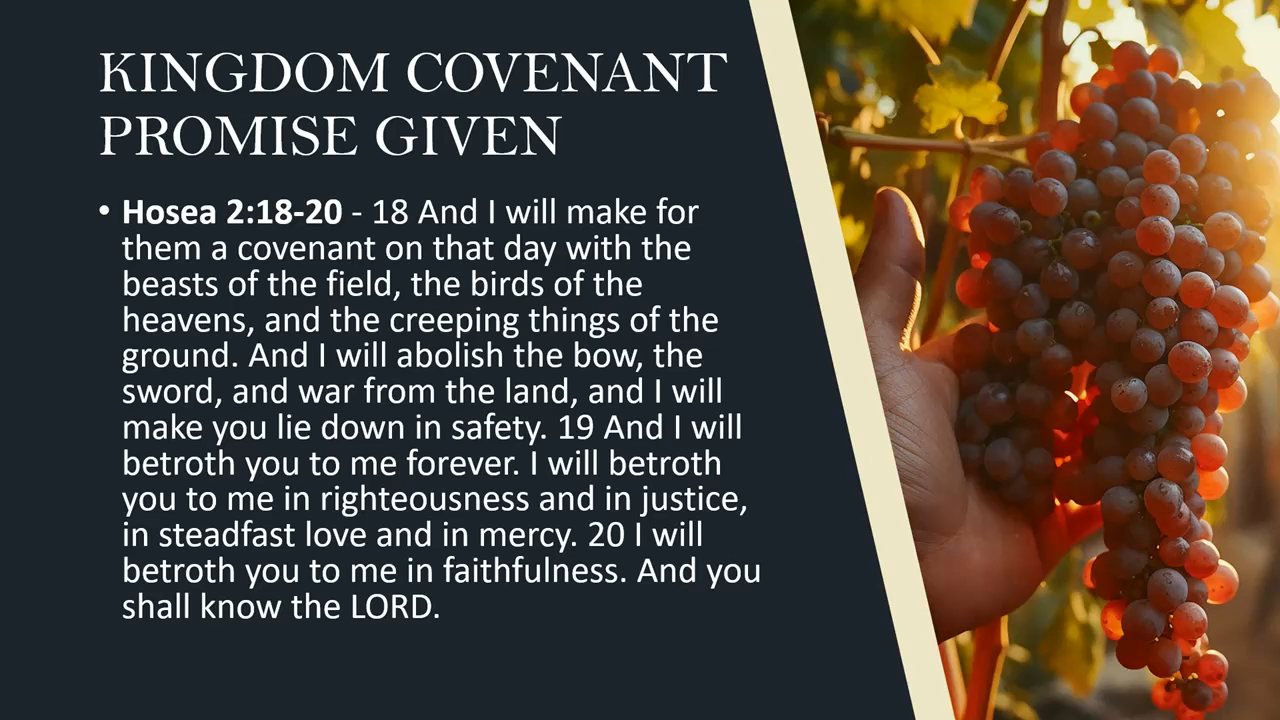 KINGDOM COVENANT
PROMISE GIVEN
• Hosea 2:18-20 - 18 And I will make for
them a covenant on that day with the
beasts of the field, the birds of the
heavens, and the creeping things of the
ground. And I will abolish the bow, the
sword, and war from the land, and I will
make you lie down in safety. 19 And I will
betroth you to me forever. I will betroth
you to me in righteousness and in justice,
in steadfast love and in mercy. 20 I will
betroth you to me in faithfulness. And you
shall know the LORD.